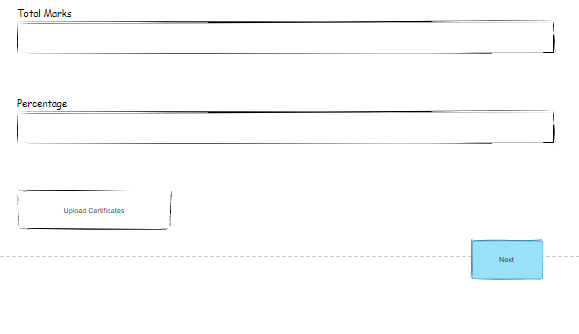 Total Marks
Percentage
Upload Certificates
Next